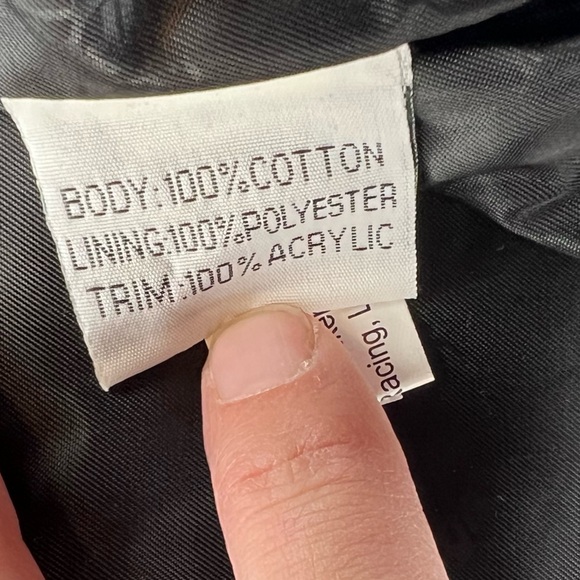 BODY:100%COTTON
LINING:100%POLYESTER
TRIM:100%ACRYLIC
Racing, L